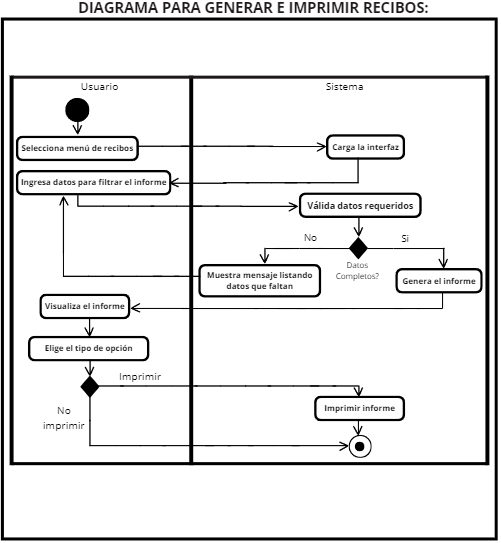 DIAGRAMA PARA GENERAR E IMPRIMIR RECIBOS:
Usuario
Sistema
Selecciona menú de recibos
Carga la interfaz
Ingresa datos para filtrar el informe
Válida datos requeridos
No
Si
Datos
Completos?
Muestra mensaje listando
datos que faltan
Genera el informe
Visualiza el informe
Elige el tipo de opción
Imprimir
No
imprimir
Imprimir informe